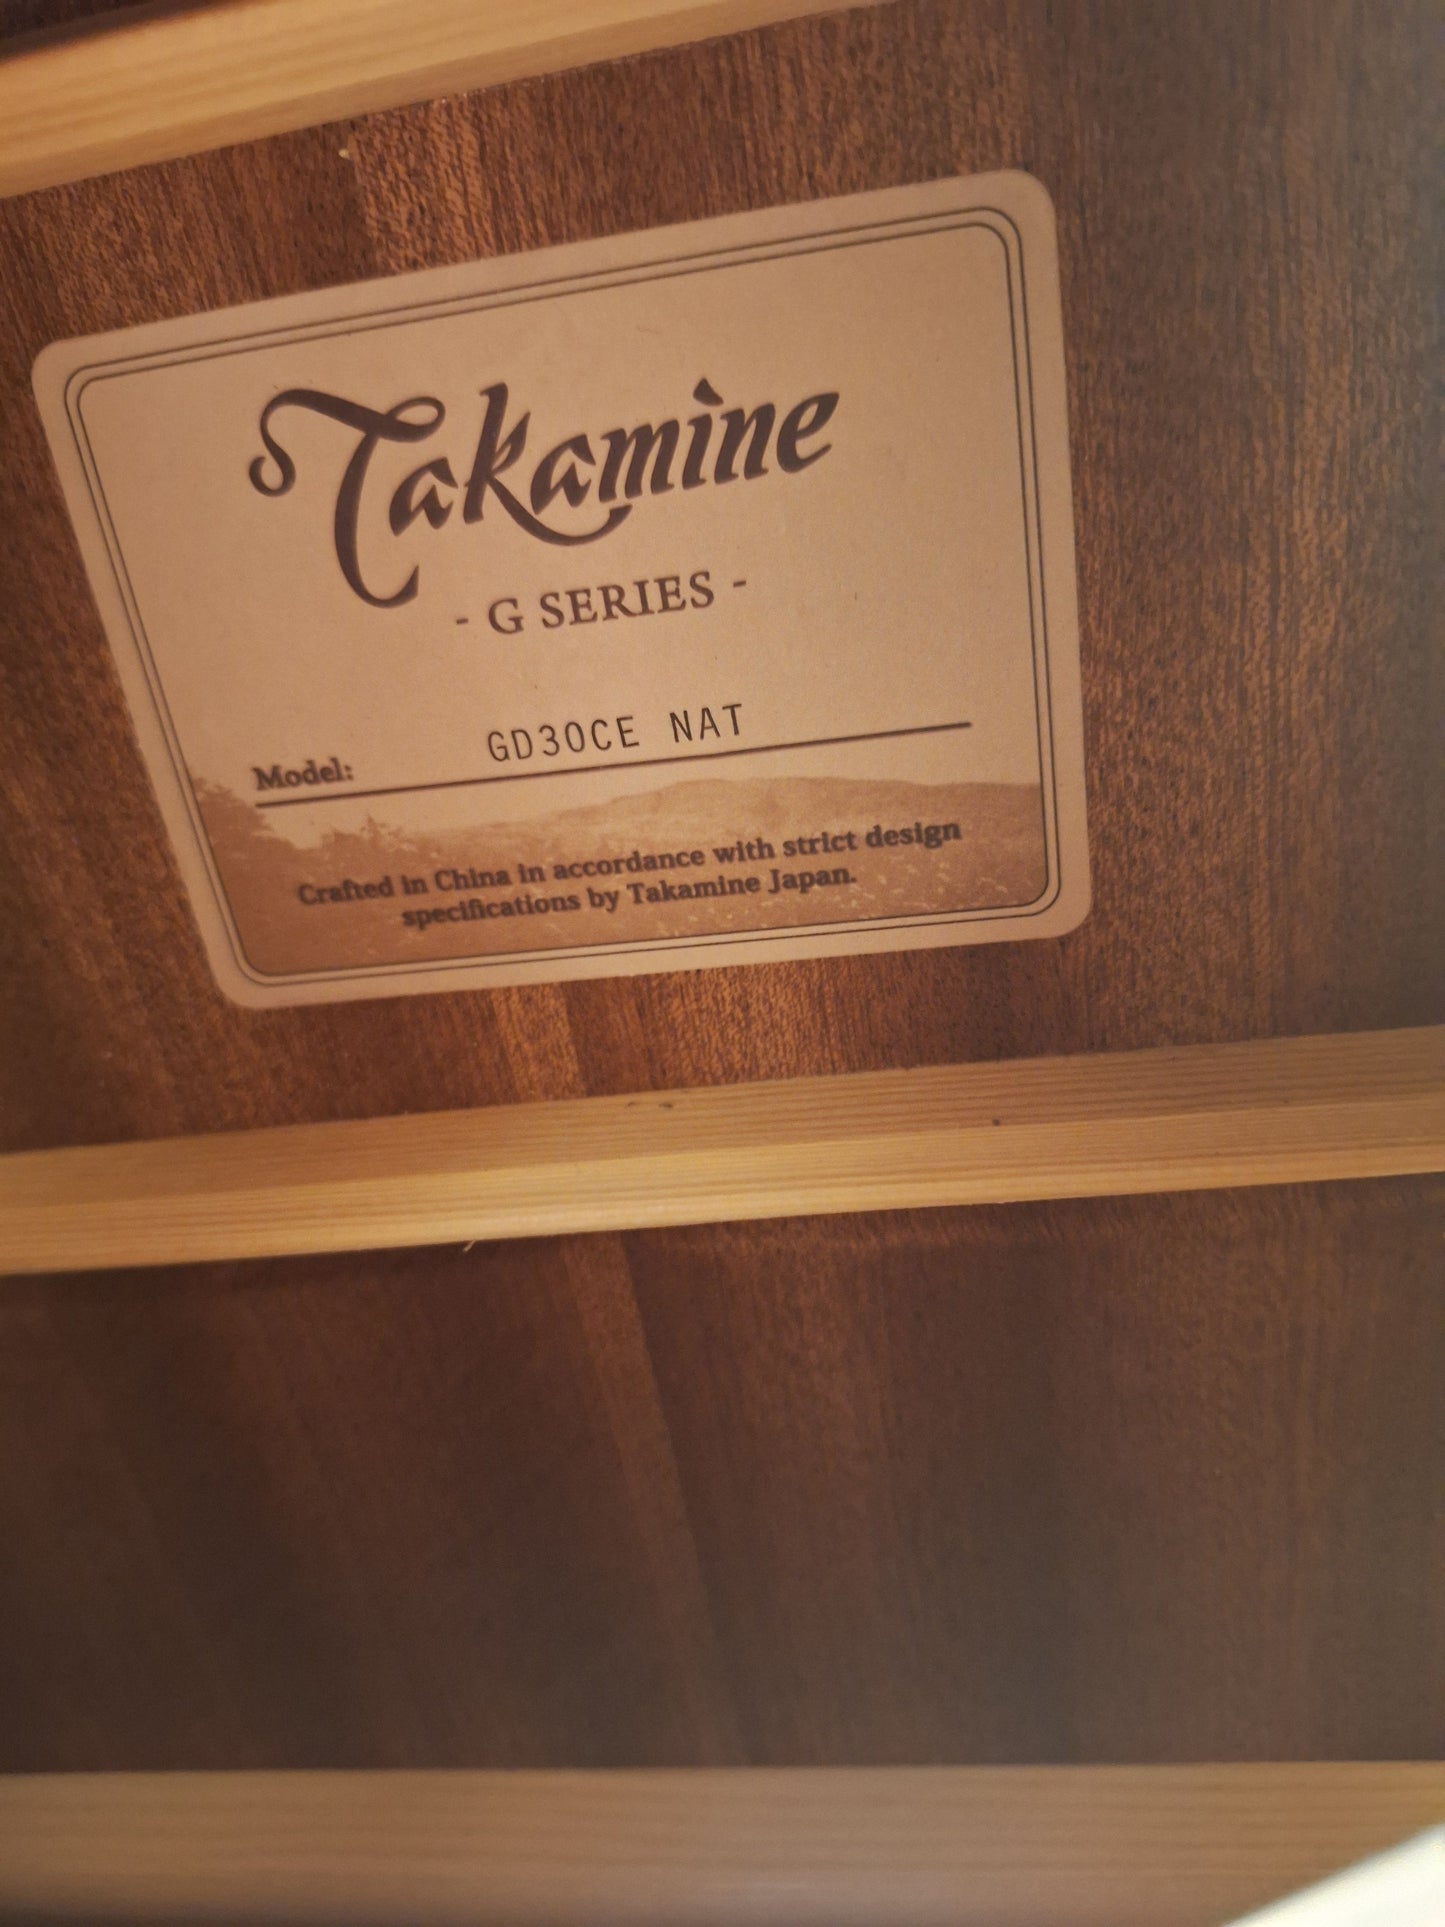 Takamine
- G SERIES -
Model: GD30CE NAT
Crafted in China in accordance with strict design
specifications by Takamine Japan.